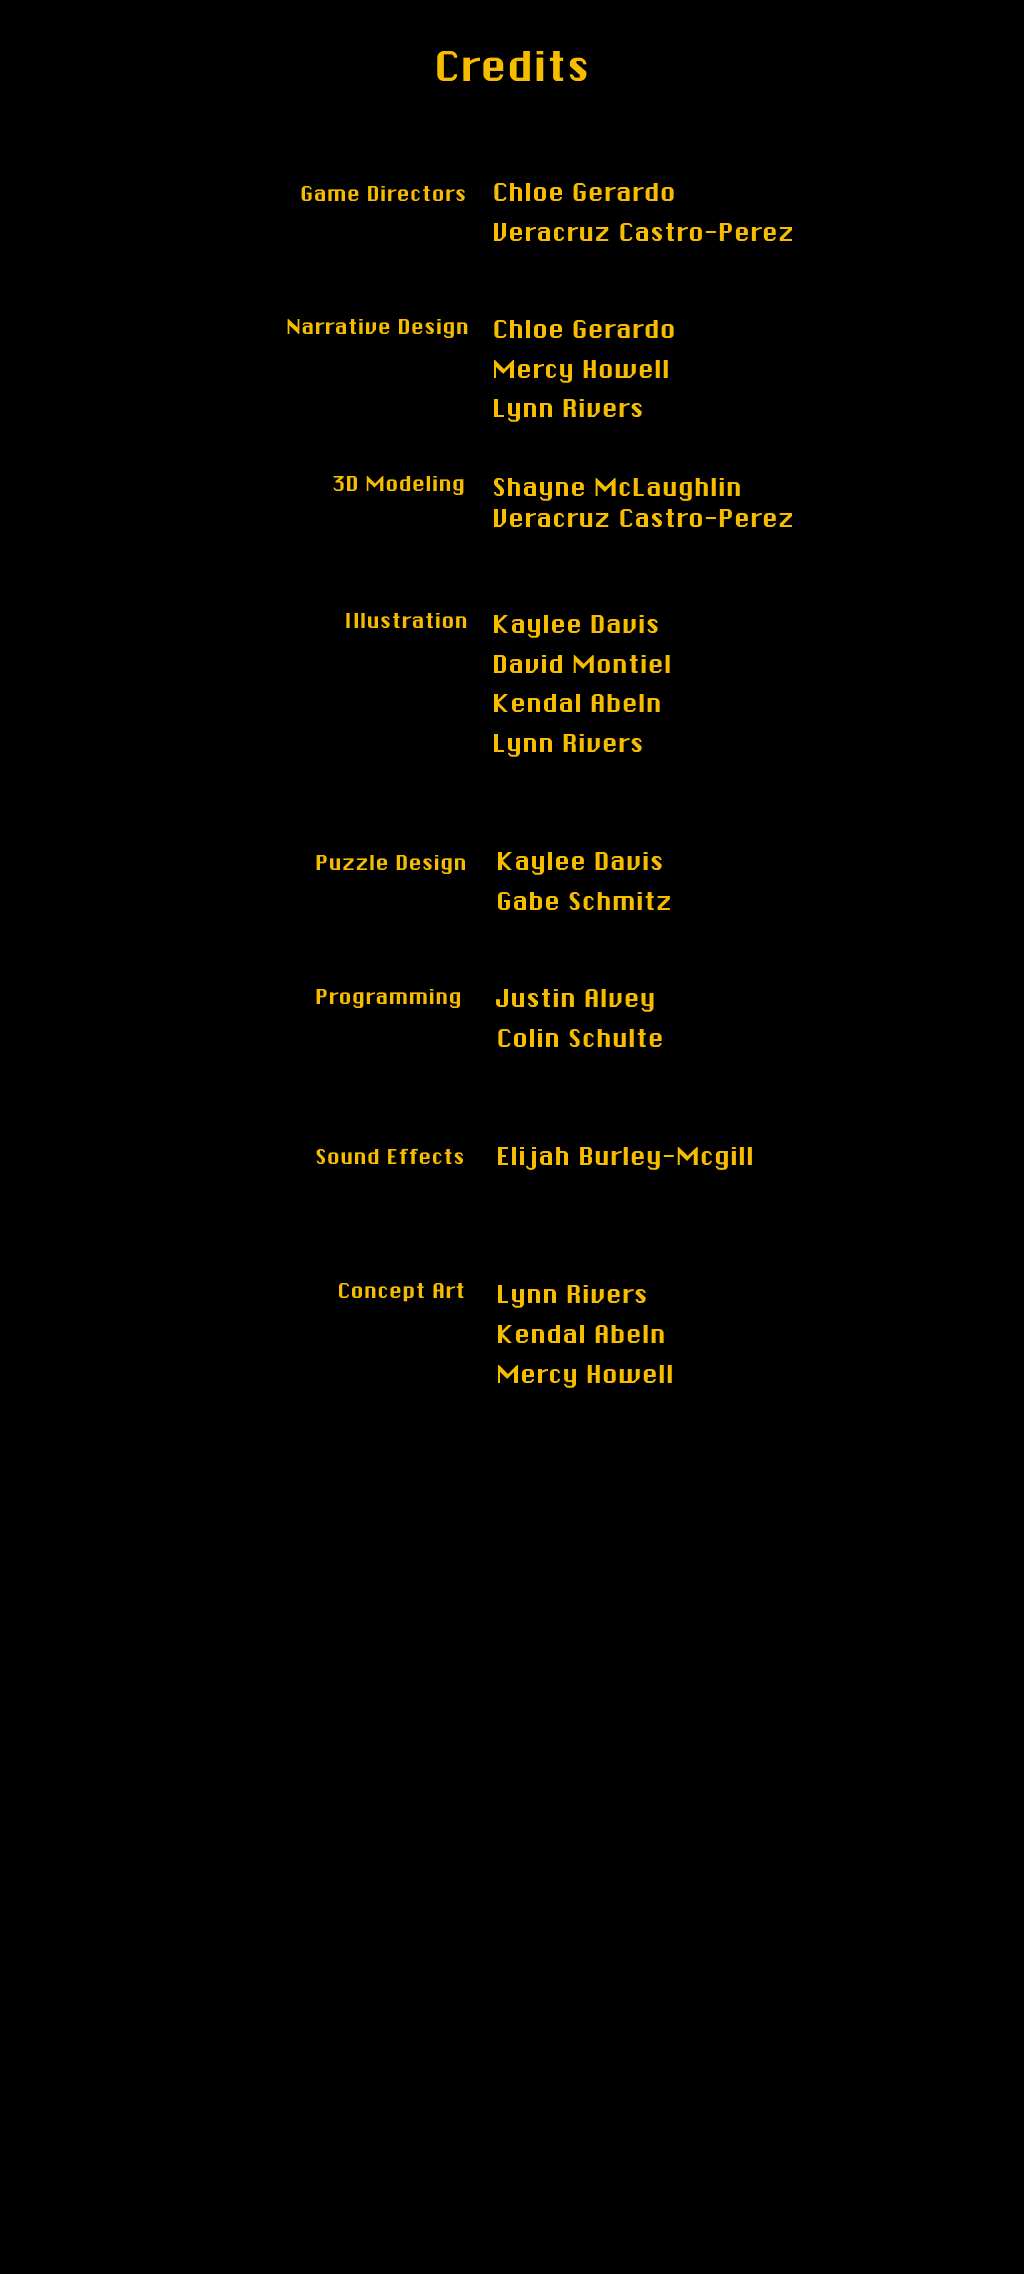 Credits
Game Directors Chloe Gerardo
Veracruz Castro-Perez
Narrative Design Chloe Gerardo
Mercy Howell
Lynn Rivers
3D Modeling Shayne McLaughlin
Veracruz Castro-Perez
Illustration Kaylee Davis
David Montiel
Kendal Abeln
Lynn Rivers
Puzzle Design Kaylee Davis
Gabe Schmitz
Programming Justin Alvey
Colin Schulte
Sound Effects Elijah Burley-Mcgill
Concept Art Lynn Rivers
Kendal Abeln
Mercy Howell